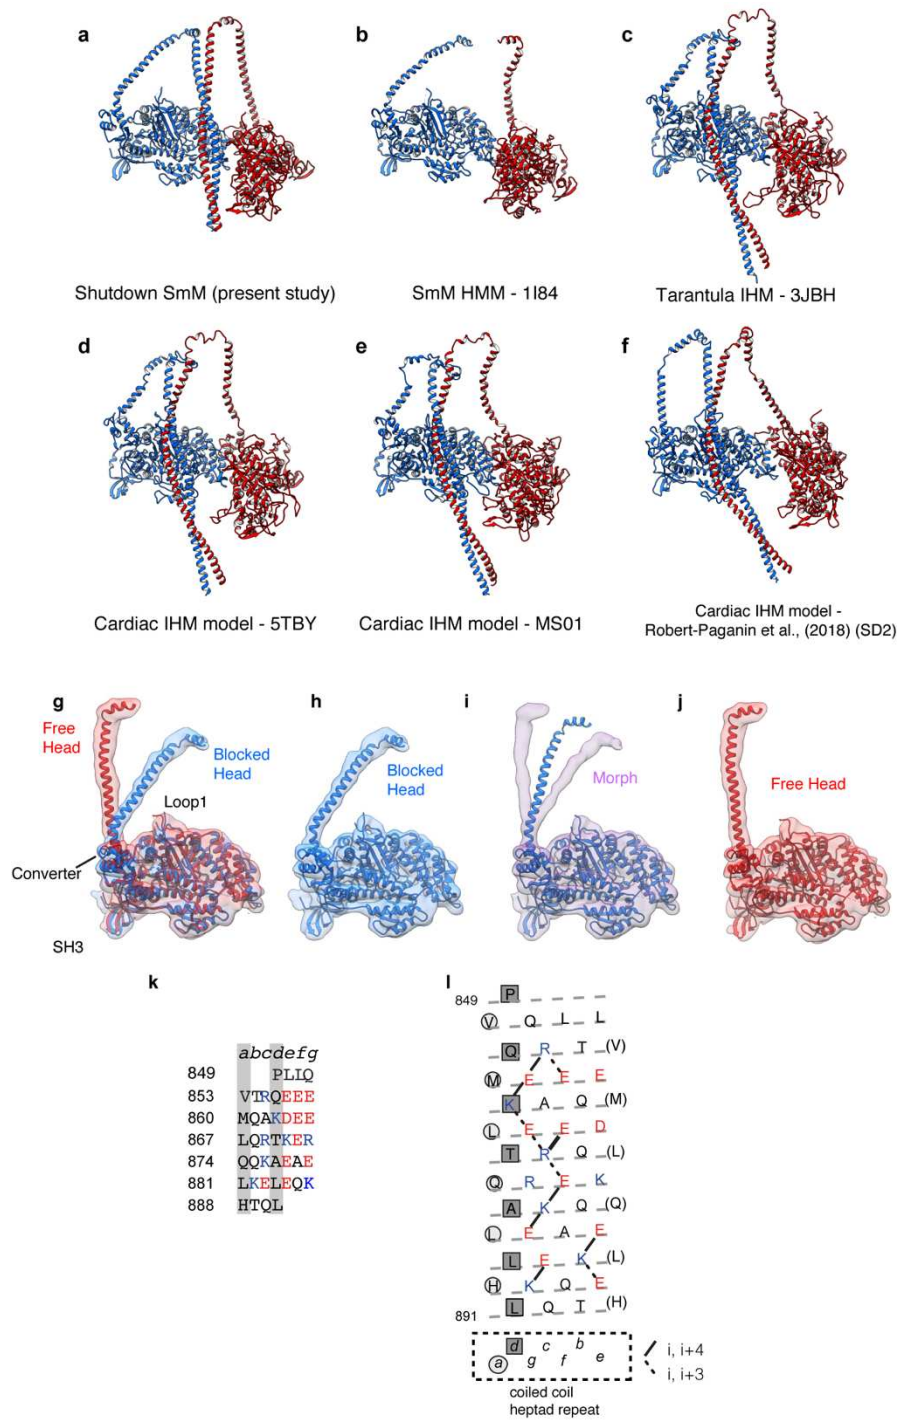 a
b
c
Shutdown SmM (present study)
SmM HMM - 1I84
Tarantula IHM - 3JBH
d
e
f
Cardiac IHM model - 5TBY
Cardiac IHM model - MS01
Cardiac IHM model -
Robert-Paganin et al., (2018) (SD2)
g
h
i
j
Free
Head
Blocked
Head
Loop1
Converter
SH3
Blocked
Head
Morph
Free Head
k
abcdefg
849 PLIQ
853 VTRQEEE
860 MQAKDEE
867 LQRTKER
874 QQKAEAE
881 LKELEQK
888 HTQL
l
849 P
V Q L L
Q R T (V)
M E E E
K A Q (M)
L E E D
T R Q (L)
Q R E K
A K Q (Q)
L E A E
L E K (L)
H K Q E
891 L Q T (H)
d c b
a g f e
coiled coil
heptad repeat
i, i+4
i, i+3